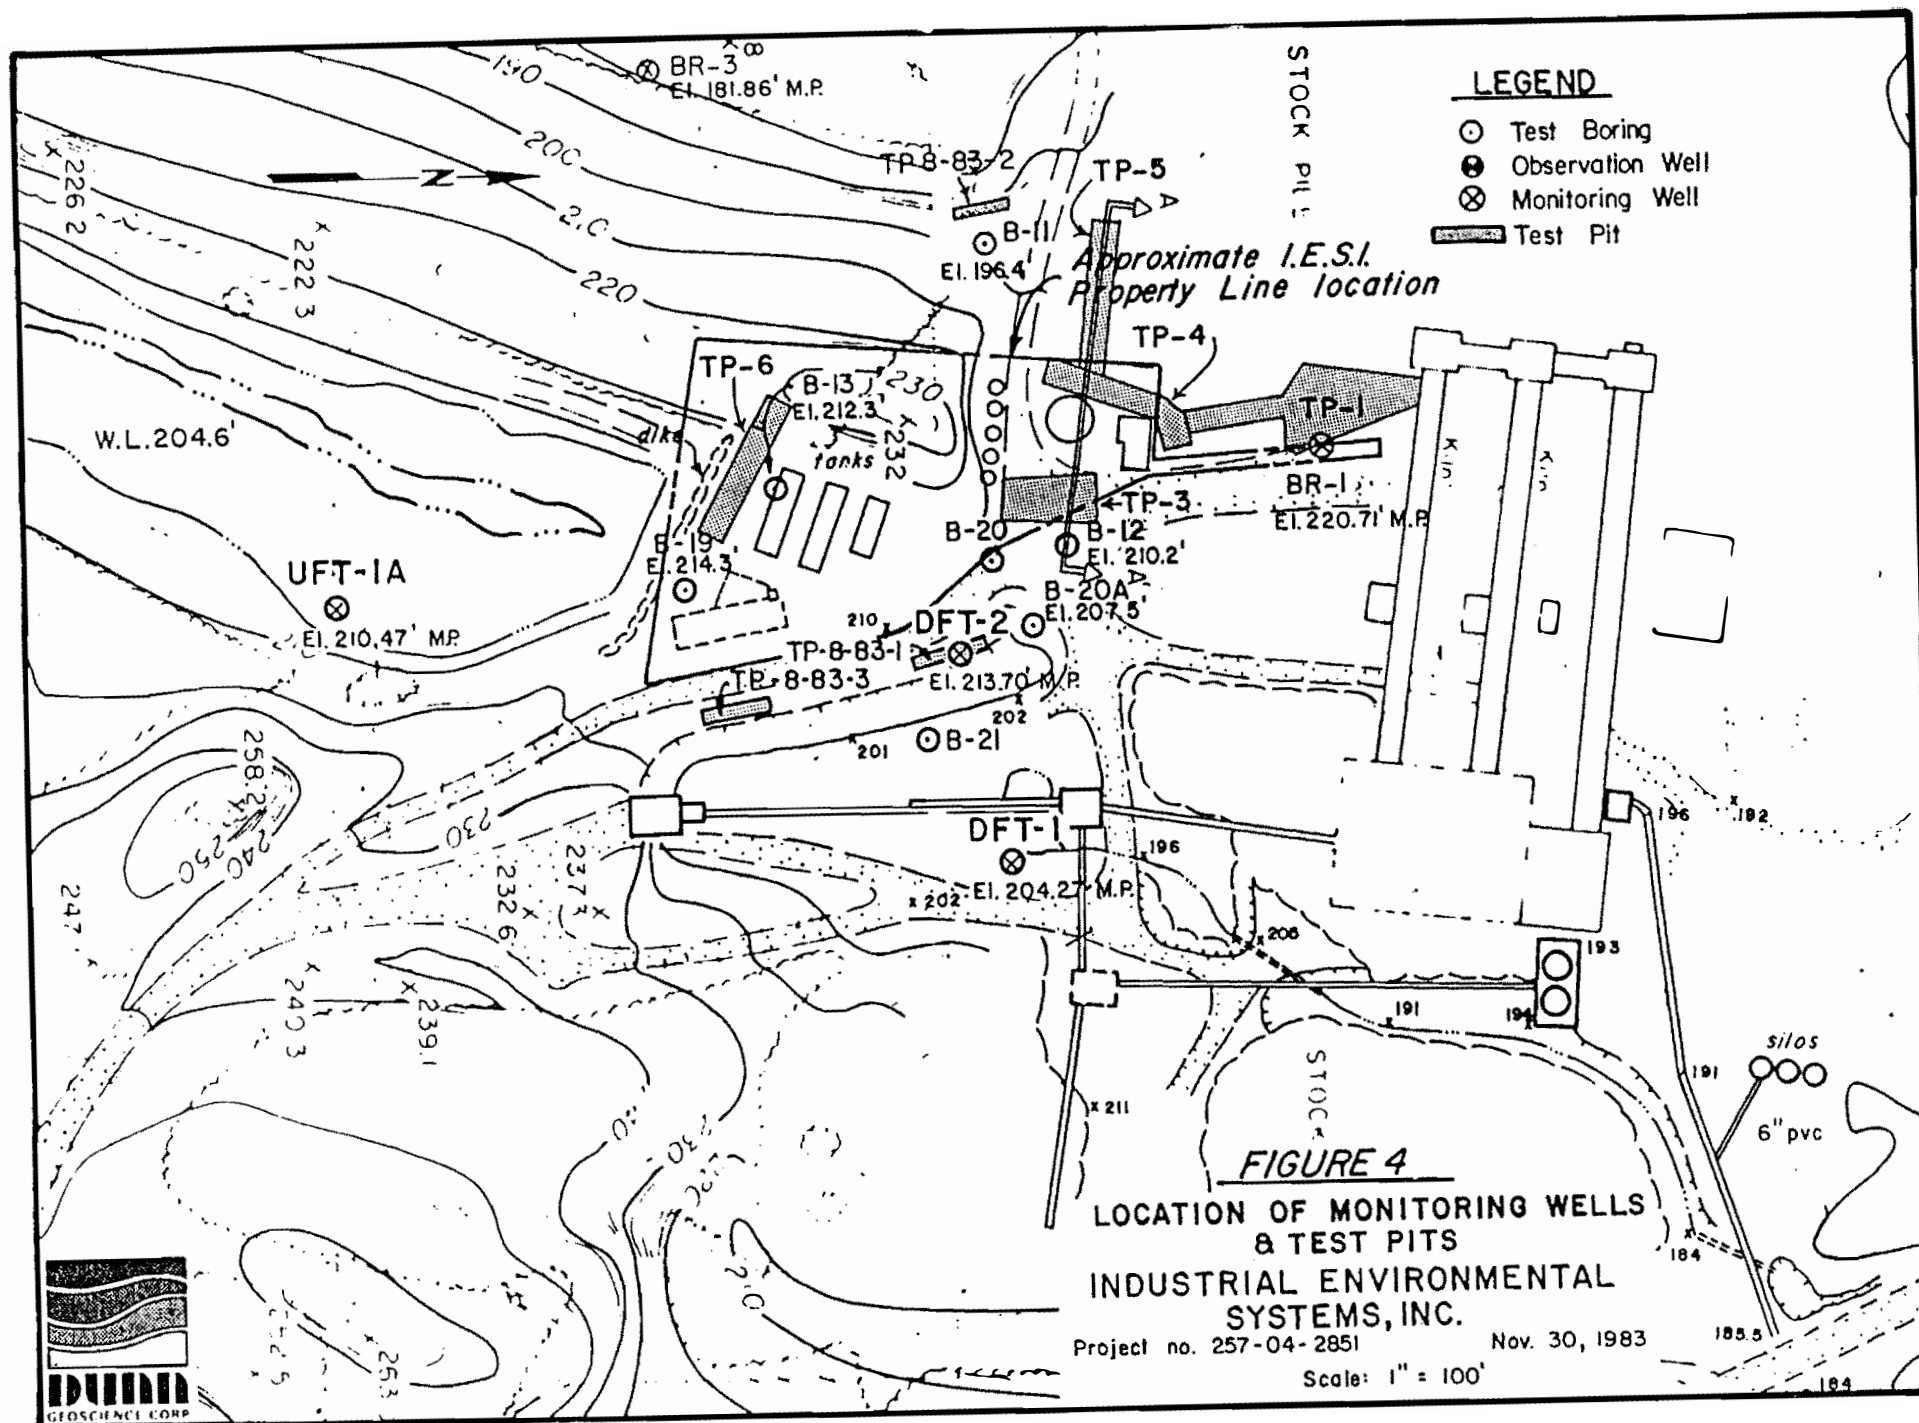 BR-3
El. 181.86' M.P.
190
200
220
TP-8-83-2
B-11
El. 196.4'
TP-5
A
STOCK PILE
LEGEND
Test Boring
Observation Well
Monitoring Well
Test Pit
N
226.2
222.3
Approximate I.E.S.I.
Property Line location
TP-4
TP-6
B-13
El. 212.3'
230
232
TP-1
dike
tanks
W.L. 204.6'
BR-1
El. 220.71' M.P.
TP-3
B-20
B-12
El. 210.2'
A
B-19
El. 214.3'
UFT-1A
El. 210.47' M.P.
B-20A
El. 207.5'
210
DFT-2
TP-8-83-1
El. 213.70' M.P.
TP-8-83-3
202
201
B-21
258.2
250
240
230
DFT-1
El. 204.27' M.P.
196
196
192
237.3
232.6
247
202
206
193
194
191
240.3
239.1
191
silos
6" pvc
211
230
253
184
185.5
184
FIGURE 4
LOCATION OF MONITORING WELLS
& TEST PITS
INDUSTRIAL ENVIRONMENTAL
SYSTEMS, INC.
Project no. 257-04-2851
Nov. 30, 1983
Scale: 1" = 100'
DUNN
GEOSCIENCE CORP